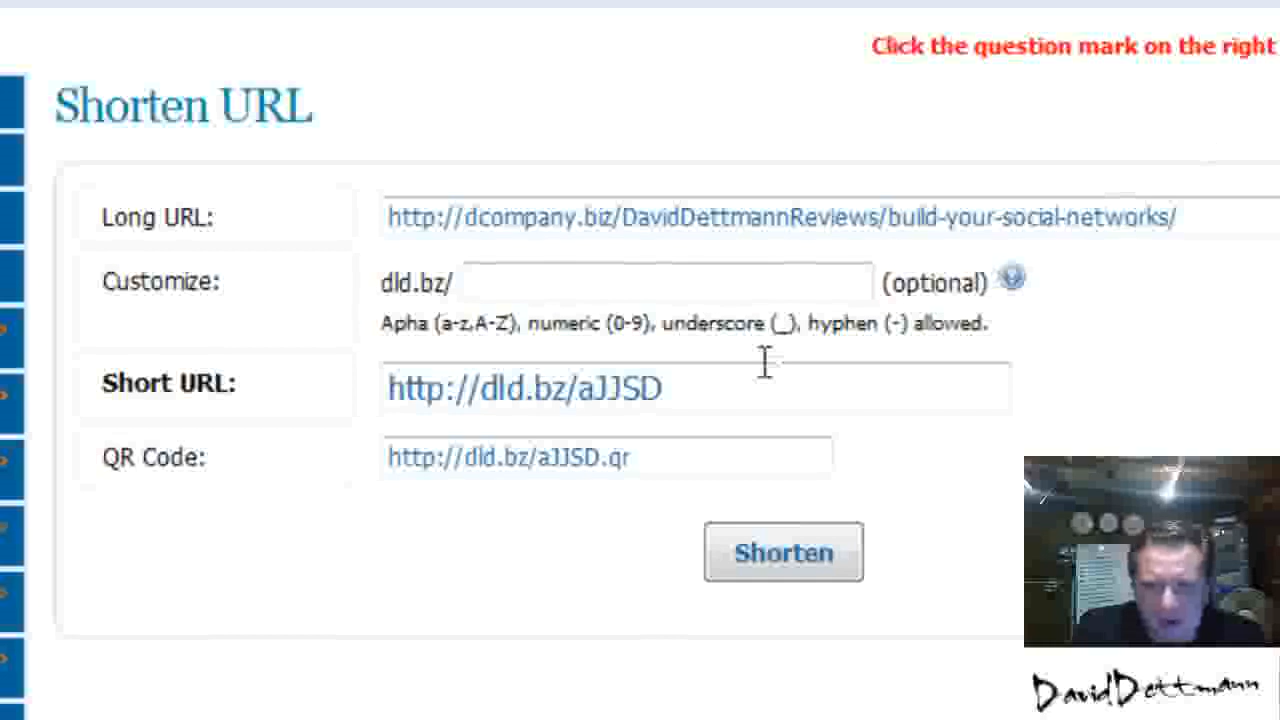 Click the question mark on the right
Shorten URL
Long URL:
http://dcompany.biz/DavidDettmannReviews/build-your-social-networks/
Customize:
dld.bz/
(optional)
Apha (a-z,A-Z), numeric (0-9), underscore (_), hyphen (-) allowed.
Short URL:
http://dld.bz/aJJSD
QR Code:
http://dld.bz/aJJSD.qr
Shorten
DavidDettmann